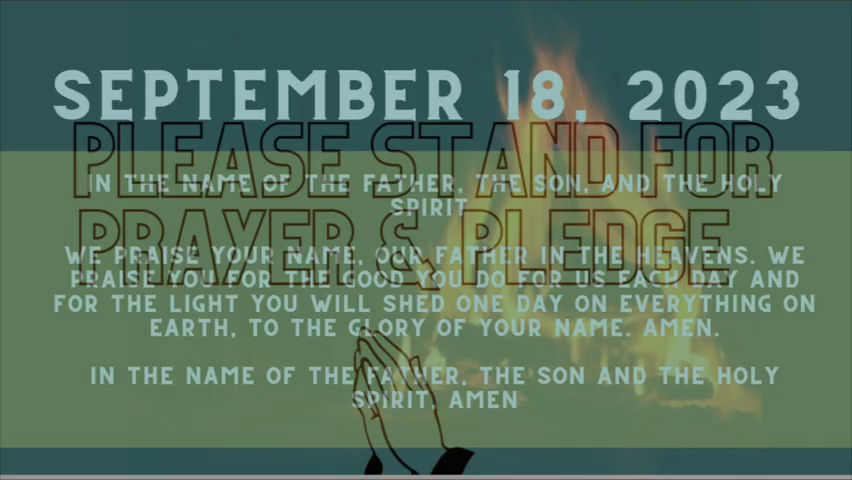 SEPTEMBER 18, 2023
PLEASE STAND FOR
IN THE NAME OF THE FATHER, THE SON, AND THE HOLY
SPIRIT
PRAYER & PLEDGE
WE PRAISE YOUR NAME, OUR FATHER IN THE HEAVENS. WE
PRAISE YOU FOR THE GOOD YOU DO FOR US EACH DAY AND
FOR THE LIGHT YOU WILL SHED ONE DAY ON EVERYTHING ON
EARTH, TO THE GLORY OF YOUR NAME. AMEN.
IN THE NAME OF THE FATHER, THE SON AND THE HOLY
SPIRIT, AMEN